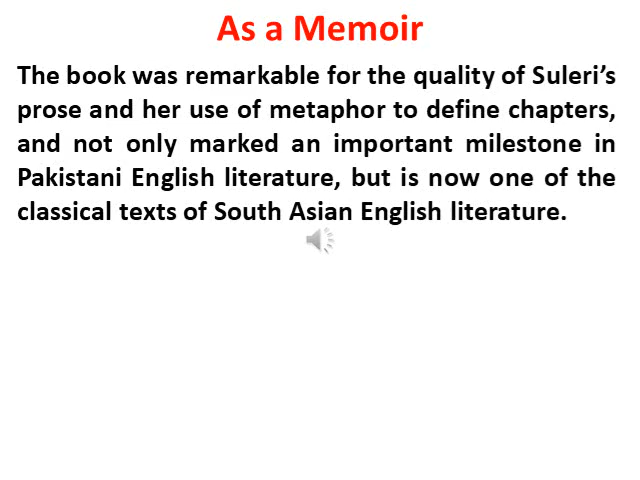 As a Memoir
The book was remarkable for the quality of Suleri’s
prose and her use of metaphor to define chapters,
and not only marked an important milestone in
Pakistani English literature, but is now one of the
classical texts of South Asian English literature.